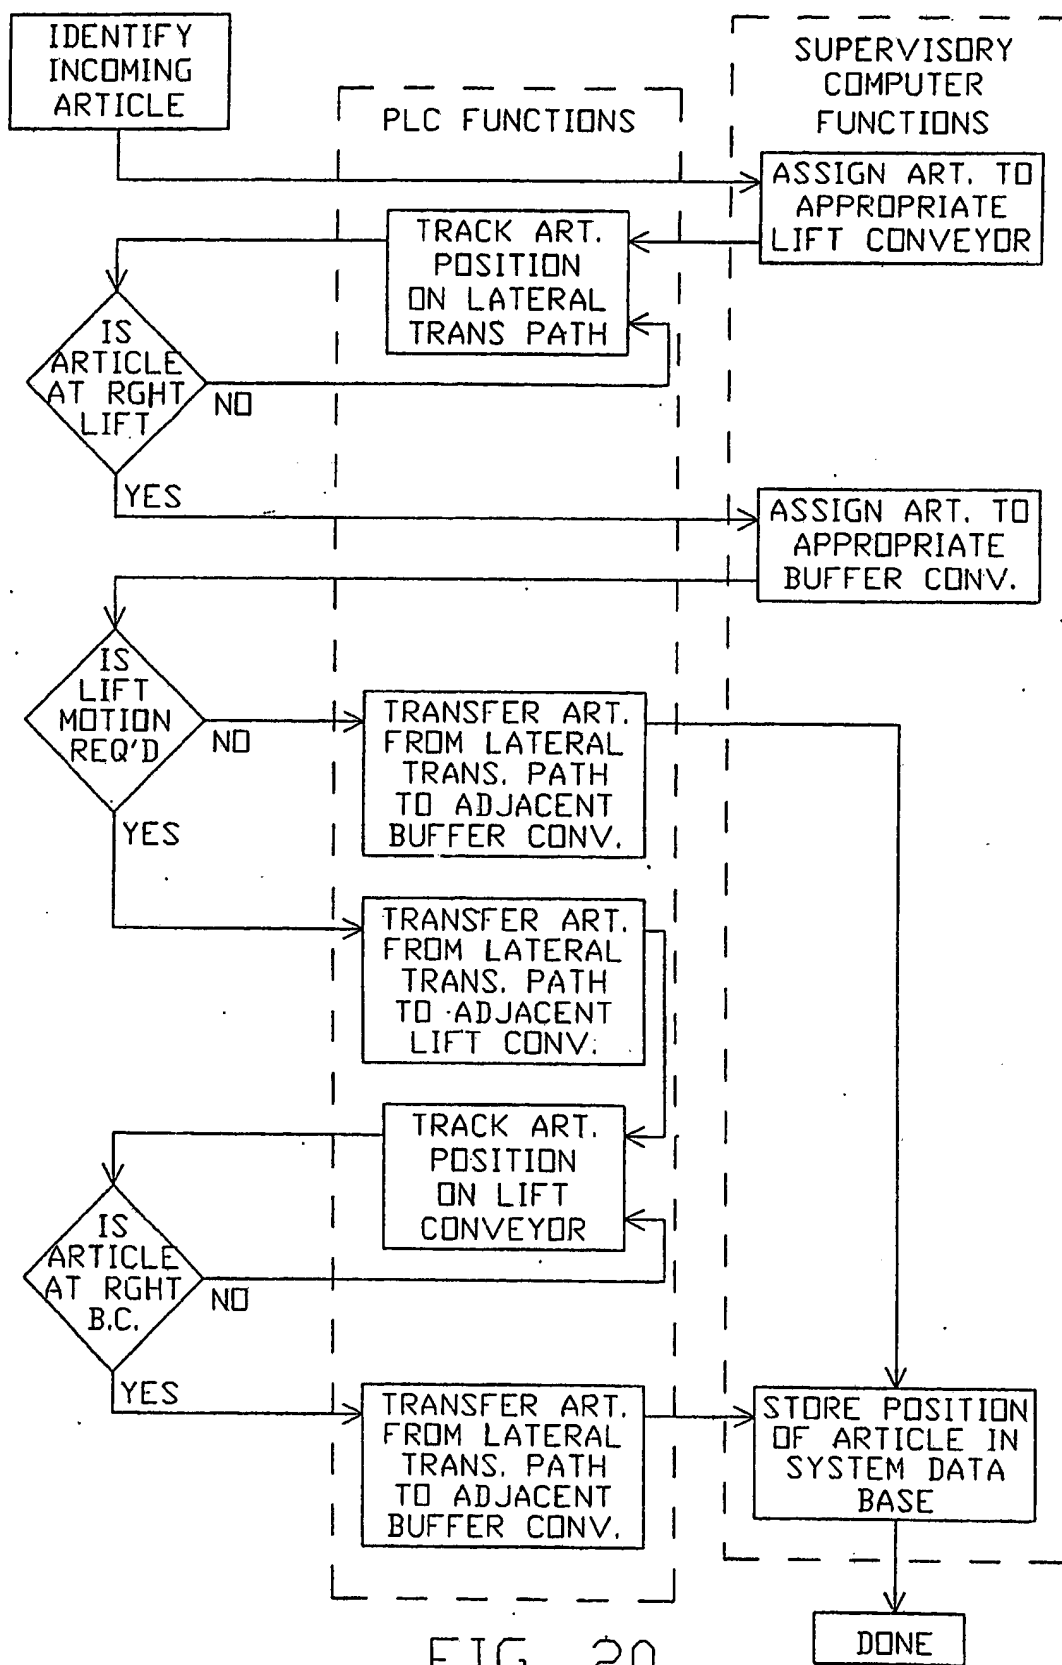 IDENTIFY
INCOMING
ARTICLE
SUPERVISORY
COMPUTER
FUNCTIONS
PLC FUNCTIONS
ASSIGN ART. TO
APPROPRIATE
LIFT CONVEYOR
TRACK ART.
POSITION
ON LATERAL
TRANS PATH
IS
ARTICLE
AT RGHT
LIFT
NO
YES
ASSIGN ART. TO
APPROPRIATE
BUFFER CONV.
IS
LIFT
MOTION
REQ'D
NO
YES
TRANSFER ART.
FROM LATERAL
TRANS. PATH
TO ADJACENT
BUFFER CONV.
TRANSFER ART.
FROM LATERAL
TRANS. PATH
TO ADJACENT
LIFT CONV.
TRACK ART.
POSITION
ON LIFT
CONVEYOR
IS
ARTICLE
AT RGHT
B.C.
NO
YES
TRANSFER ART.
FROM LATERAL
TRANS. PATH
TO ADJACENT
BUFFER CONV.
STORE POSITION
OF ARTICLE IN
SYSTEM DATA
BASE
DONE
FIG. 20